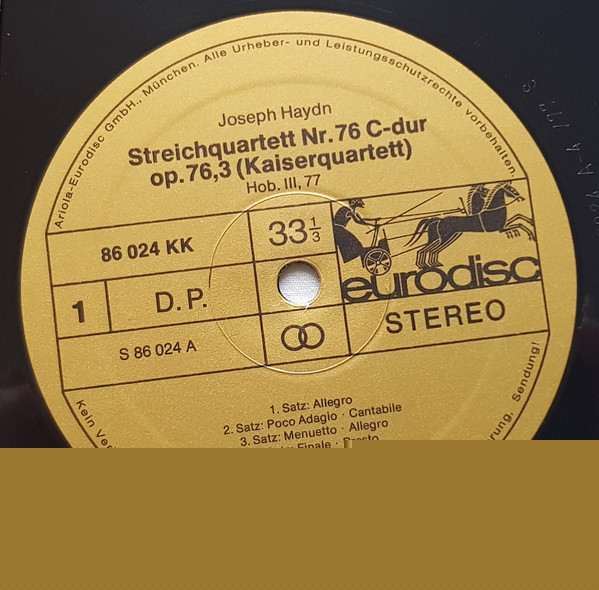 Ariola-Eurodisc GmbH., München. Alle Urheber- und Leistungsschutzrechte vorbehalten.
Joseph Haydn
Streichquartett Nr.76 C-dur
op.76,3 (Kaiserquartett)
Hob. III, 77
86 024 KK
33 1/3
eurodisc
1
D.P.
STEREO
S 86 024 A
1. Satz: Allegro
2. Satz: Poco Adagio · Cantabile
3. Satz: Menuetto · Allegro
Finale · Presto
Kein
Sendung!